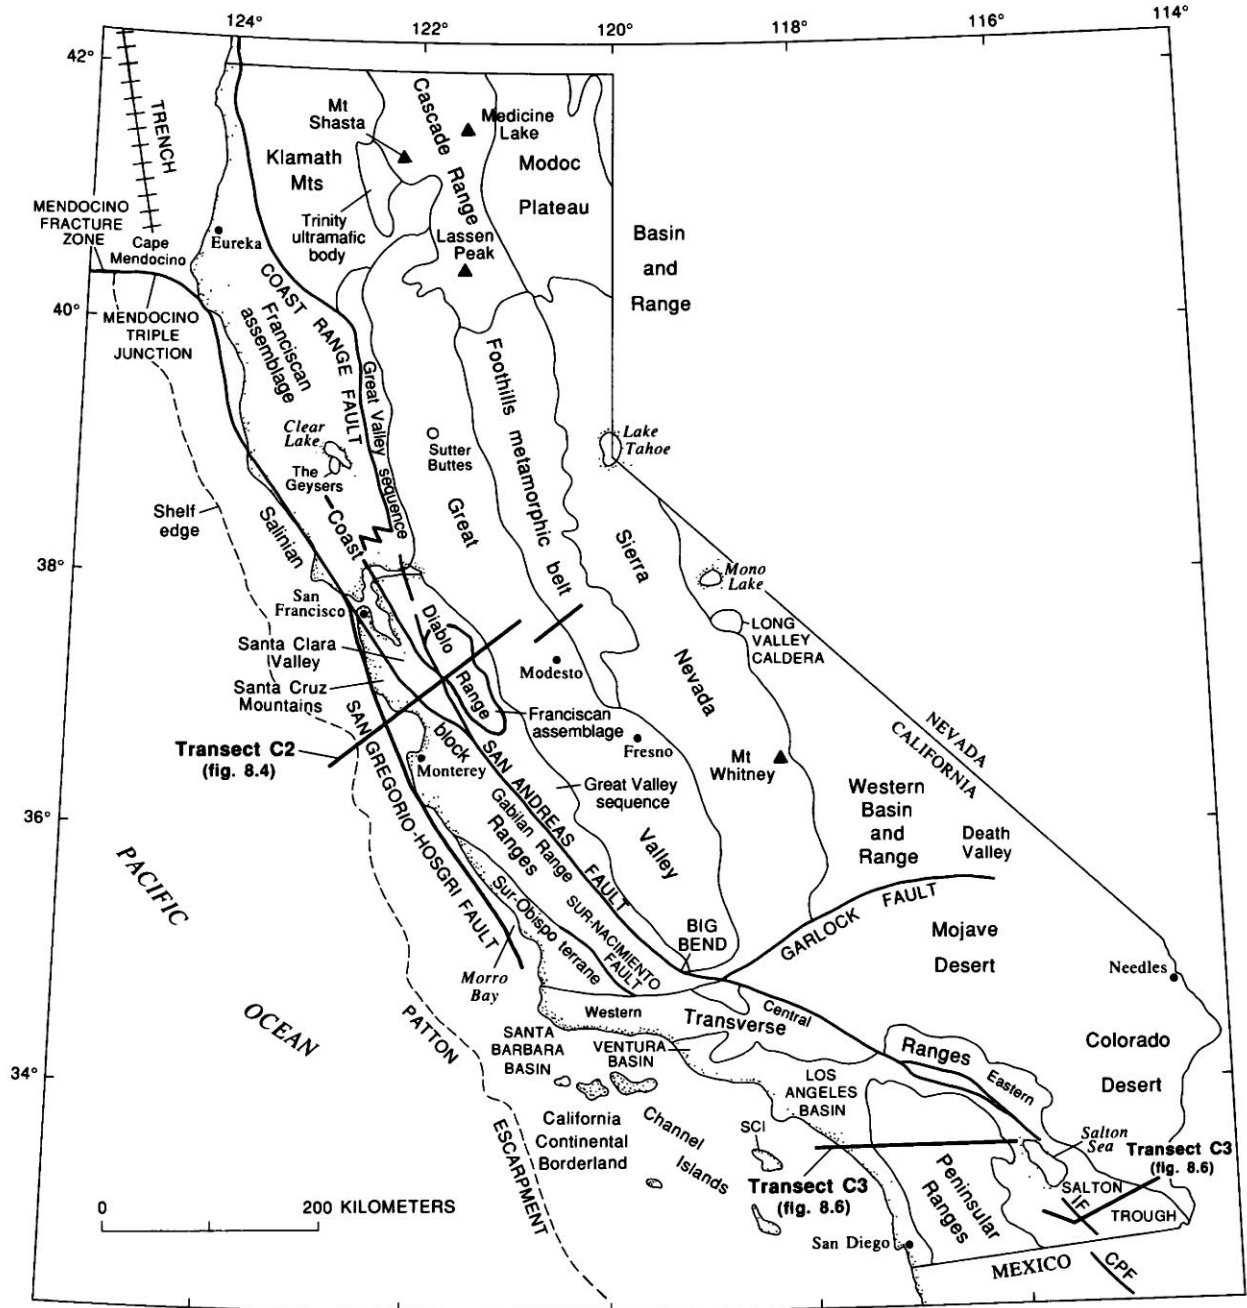 124°
122°
120°
118°
116°
114°
42°
TRENCH
Mt
Shasta
Cascade Range
Medicine
Lake
Klamath
Mts
Modoc
Plateau
Trinity
ultramafic
body
Lassen
Peak
MENDOCINO
FRACTURE
ZONE
Cape
Mendocino
Eureka
Basin
and
Range
40°
MENDOCINO
TRIPLE
JUNCTION
COAST RANGE FAULT
Franciscan
assemblage
Great Valley sequence
Foothills metamorphic belt
Clear
Lake
The
Geysers
Sutter
Buttes
Lake
Tahoe
Shelf
edge
Salinian
Coast
Great
Sierra
38°
San
Francisco
Mono
Lake
LONG
VALLEY
CALDERA
Diablo
Range
Santa Clara
Valley
Santa Cruz
Mountains
Modesto
Nevada
Franciscan
assemblage
NEVADA
CALIFORNIA
Transect C2
(fig. 8.4)
block
Monterey
Fresno
Mt
Whitney
SAN GREGORIO-HOSGRI FAULT
SAN ANDREAS FAULT
Gabilan Range
Ranges
Great Valley
sequence
Valley
Western
Basin
and
Range
Death
Valley
36°
PACIFIC
OCEAN
Sur-Obispo terrane
SUR-NACIMIENTO
FAULT
BIG
BEND
GARLOCK FAULT
Mojave
Desert
Needles
Morro
Bay
PATTON
ESCARPMENT
Western
Transverse
Central
Ranges
Eastern
SANTA
BARBARA
BASIN
VENTURA
BASIN
LOS
ANGELES
BASIN
Colorado
Desert
34°
California
Continental
Borderland
Channel
Islands
SCI
Salton
Sea
Transect C3
(fig. 8.6)
Transect C3
(fig. 8.6)
Peninsular
Ranges
SALTON
TROUGH
IF
0
200 KILOMETERS
San Diego
MEXICO
CPF